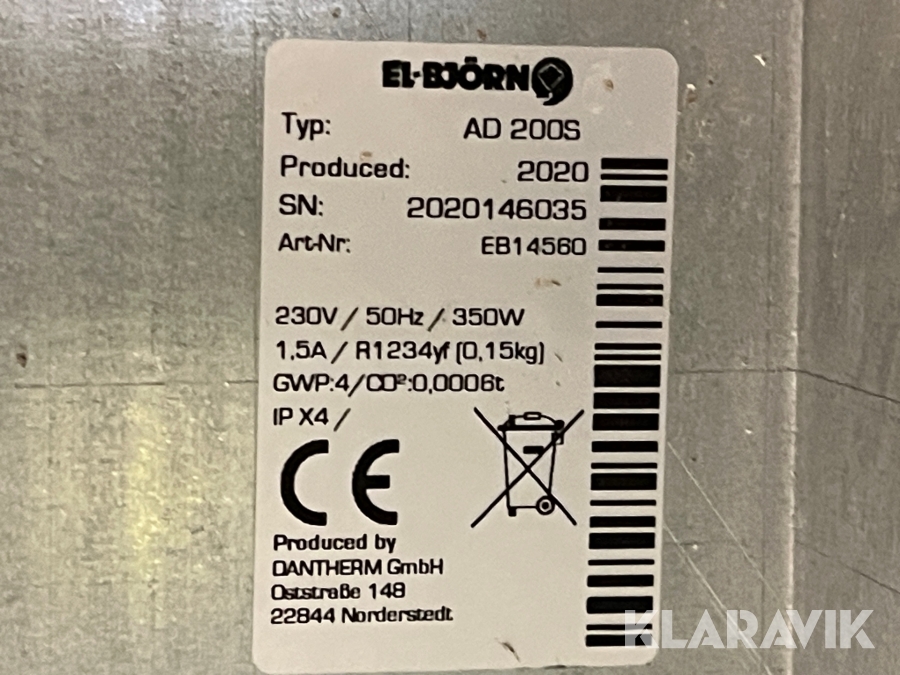 EL·BJÖRN
Typ: AD 200S
Produced: 2020
SN: 2020146035
Art-Nr: EB14560
230V / 50Hz / 350W
1,5A / R1234yf (0,15kg)
GWP:4/CO²:0,0006t
IP X4 /
CE
Produced by
DANTHERM GmbH
Oststraße 148
22844 Norderstedt
KLARAVIK